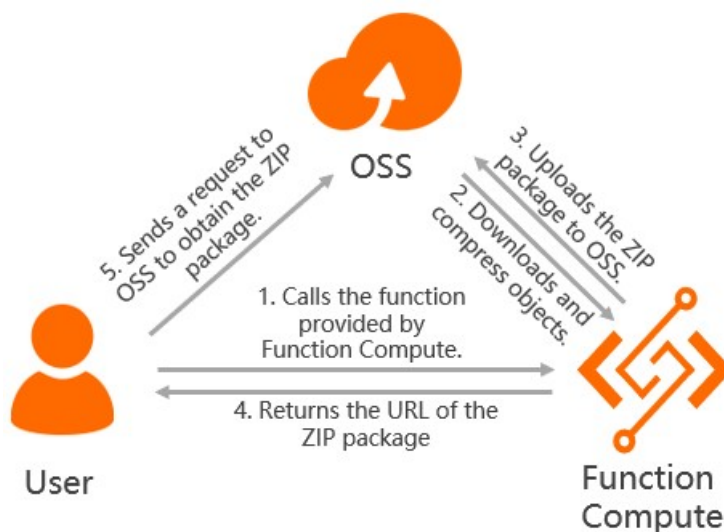 OSS
5. Sends a request to
OSS to obtain the ZIP
package.
3. Uploads the ZIP
package to OSS.
2. Downloads and
compress objects.
1. Calls the function
provided by
Function Compute.
4. Returns the URL of the
ZIP package
User
Function
Compute